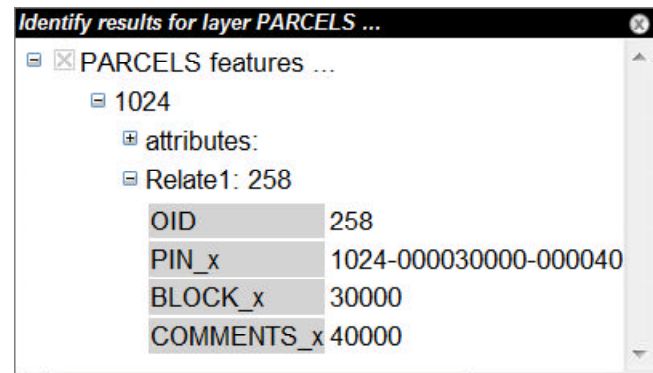 Identify results for layer PARCELS ...
PARCELS features ...
1024
attributes:
Relate1: 258
OID 258
PIN_x 1024-000030000-000040
BLOCK_x 30000
COMMENTS_x 40000